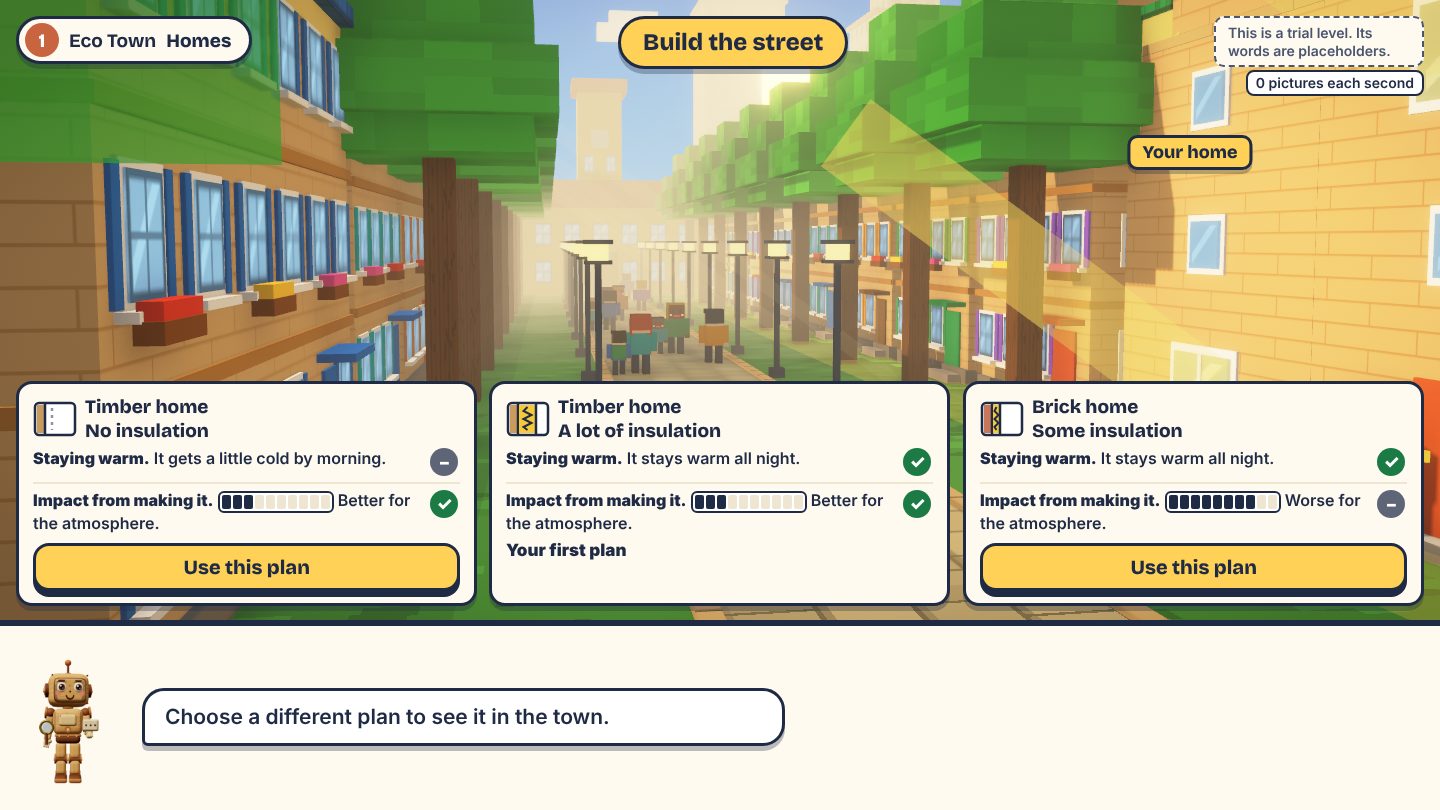 1 Eco Town Homes
Build the street
This is a trial level. Its
words are placeholders.
0 pictures each second
Your home
Timber home
No insulation
Staying warm. It gets a little cold by morning.
Impact from making it. Better for
the atmosphere.
Use this plan
Timber home
A lot of insulation
Staying warm. It stays warm all night.
Impact from making it. Better for
the atmosphere.
Your first plan
Brick home
Some insulation
Staying warm. It stays warm all night.
Impact from making it. Worse for
the atmosphere.
Use this plan
Choose a different plan to see it in the town.